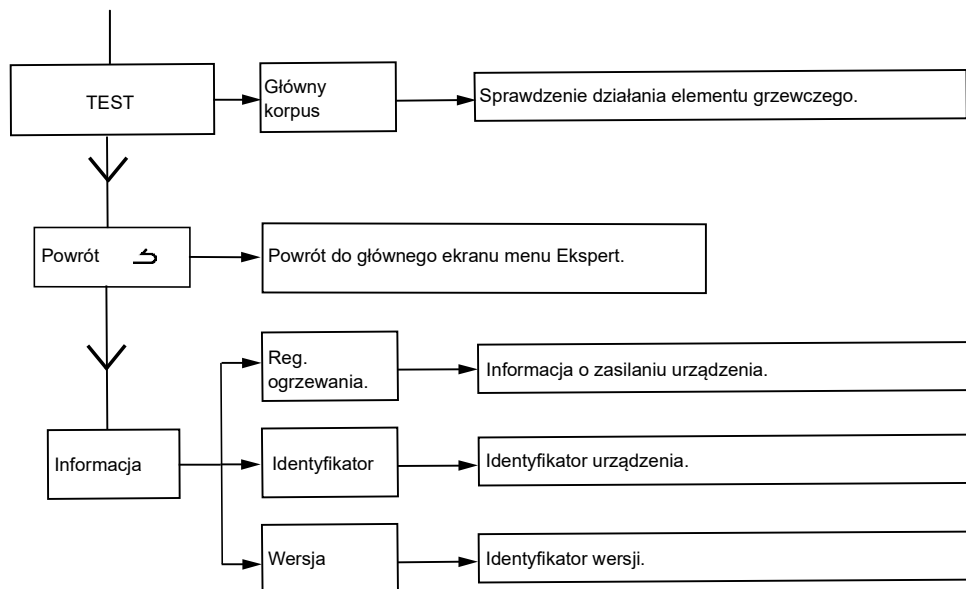 TEST
Główny
korpus
Sprawdzenie działania elementu grzewczego.
Powrót
Powrót do głównego ekranu menu Ekspert.
Informacja
Reg.
ogrzewania.
Informacja o zasilaniu urządzenia.
Identyfikator
Identyfikator urządzenia.
Wersja
Identyfikator wersji.